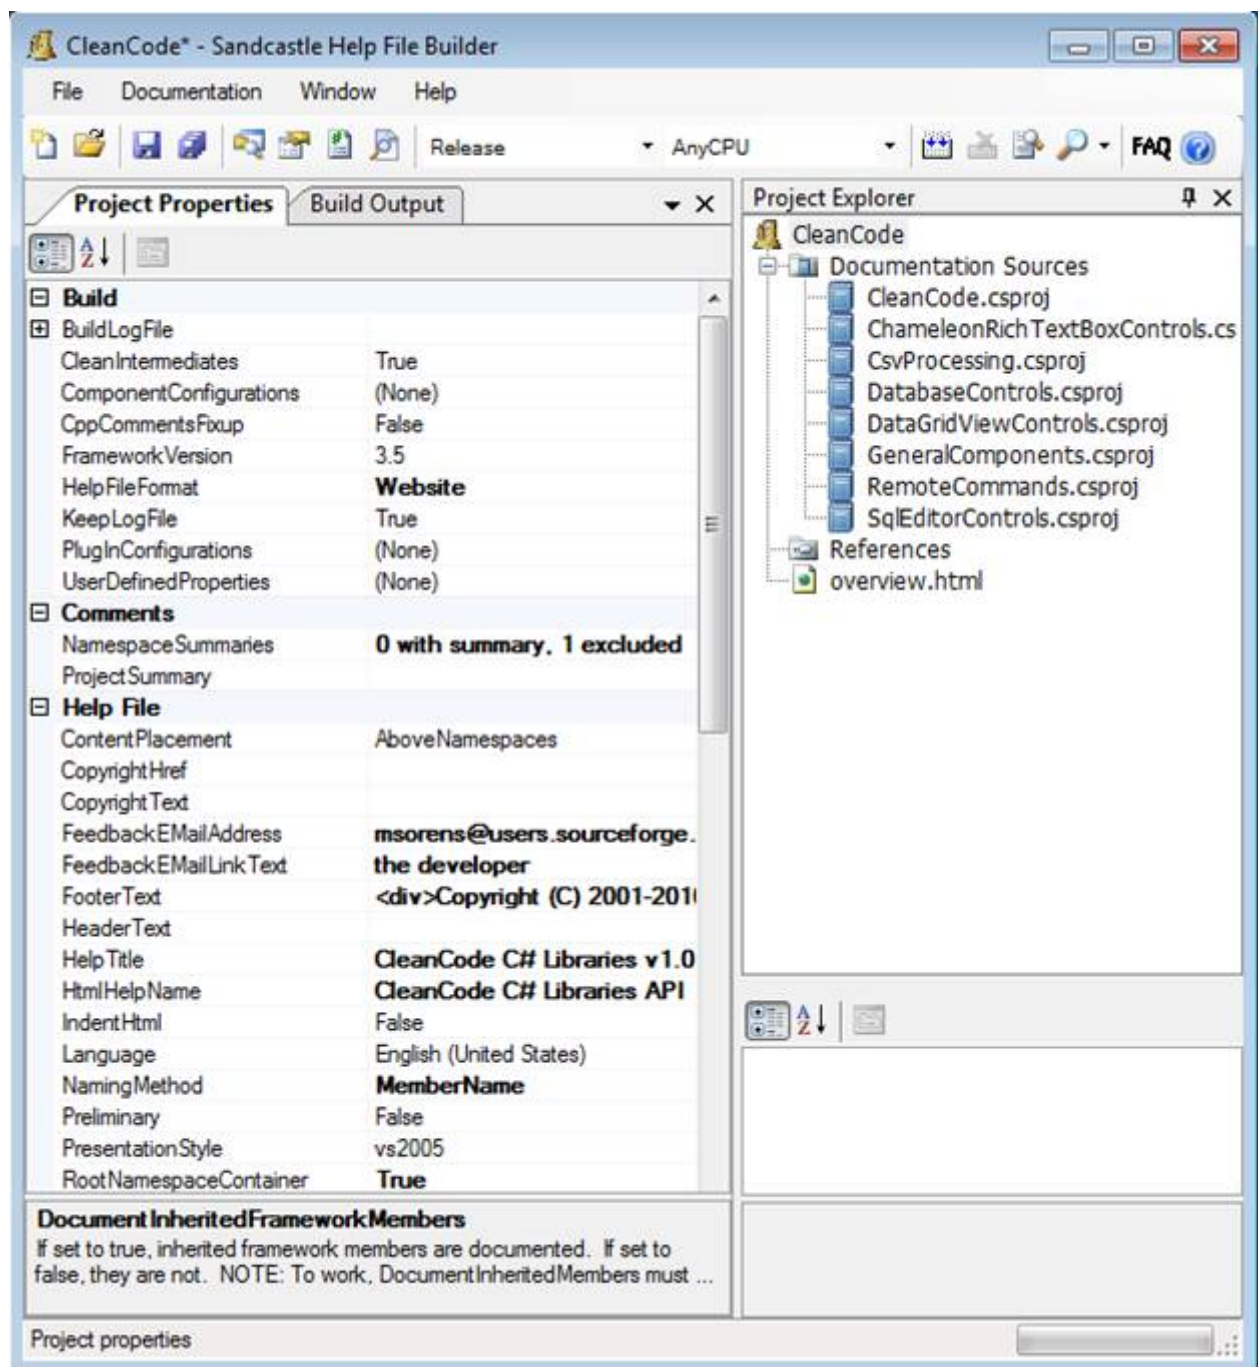 CleanCode* - Sandcastle Help File Builder
File Documentation Window Help
Release AnyCPU FAQ
Project Properties Build Output
Build
BuildLogFile
CleanIntermediates True
ComponentConfigurations (None)
CppCommentsFixup False
FrameworkVersion 3.5
HelpFileFormat Website
KeepLogFile True
PlugInConfigurations (None)
UserDefinedProperties (None)
Comments
NamespaceSummaries 0 with summary, 1 excluded
ProjectSummary
Help File
ContentPlacement AboveNamespaces
CopyrightHref
CopyrightText
FeedbackEMailAddress msorens@users.sourceforge.
FeedbackEMailLinkText the developer
FooterText <div>Copyright (C) 2001-201
HeaderText
HelpTitle CleanCode C# Libraries v1.0
HtmlHelpName CleanCode C# Libraries API
IndentHtml False
Language English (United States)
NamingMethod MemberName
Preliminary False
PresentationStyle vs2005
RootNamespaceContainer True
DocumentInheritedFrameworkMembers
If set to true, inherited framework members are documented. If set to
false, they are not. NOTE: To work, DocumentInheritedMembers must ...
Project properties
Project Explorer
CleanCode
Documentation Sources
CleanCode.csproj
ChameleonRichTextBoxControls.cs
CsvProcessing.csproj
DatabaseControls.csproj
DataGridViewControls.csproj
GeneralComponents.csproj
RemoteCommands.csproj
SqlEditorControls.csproj
References
overview.html